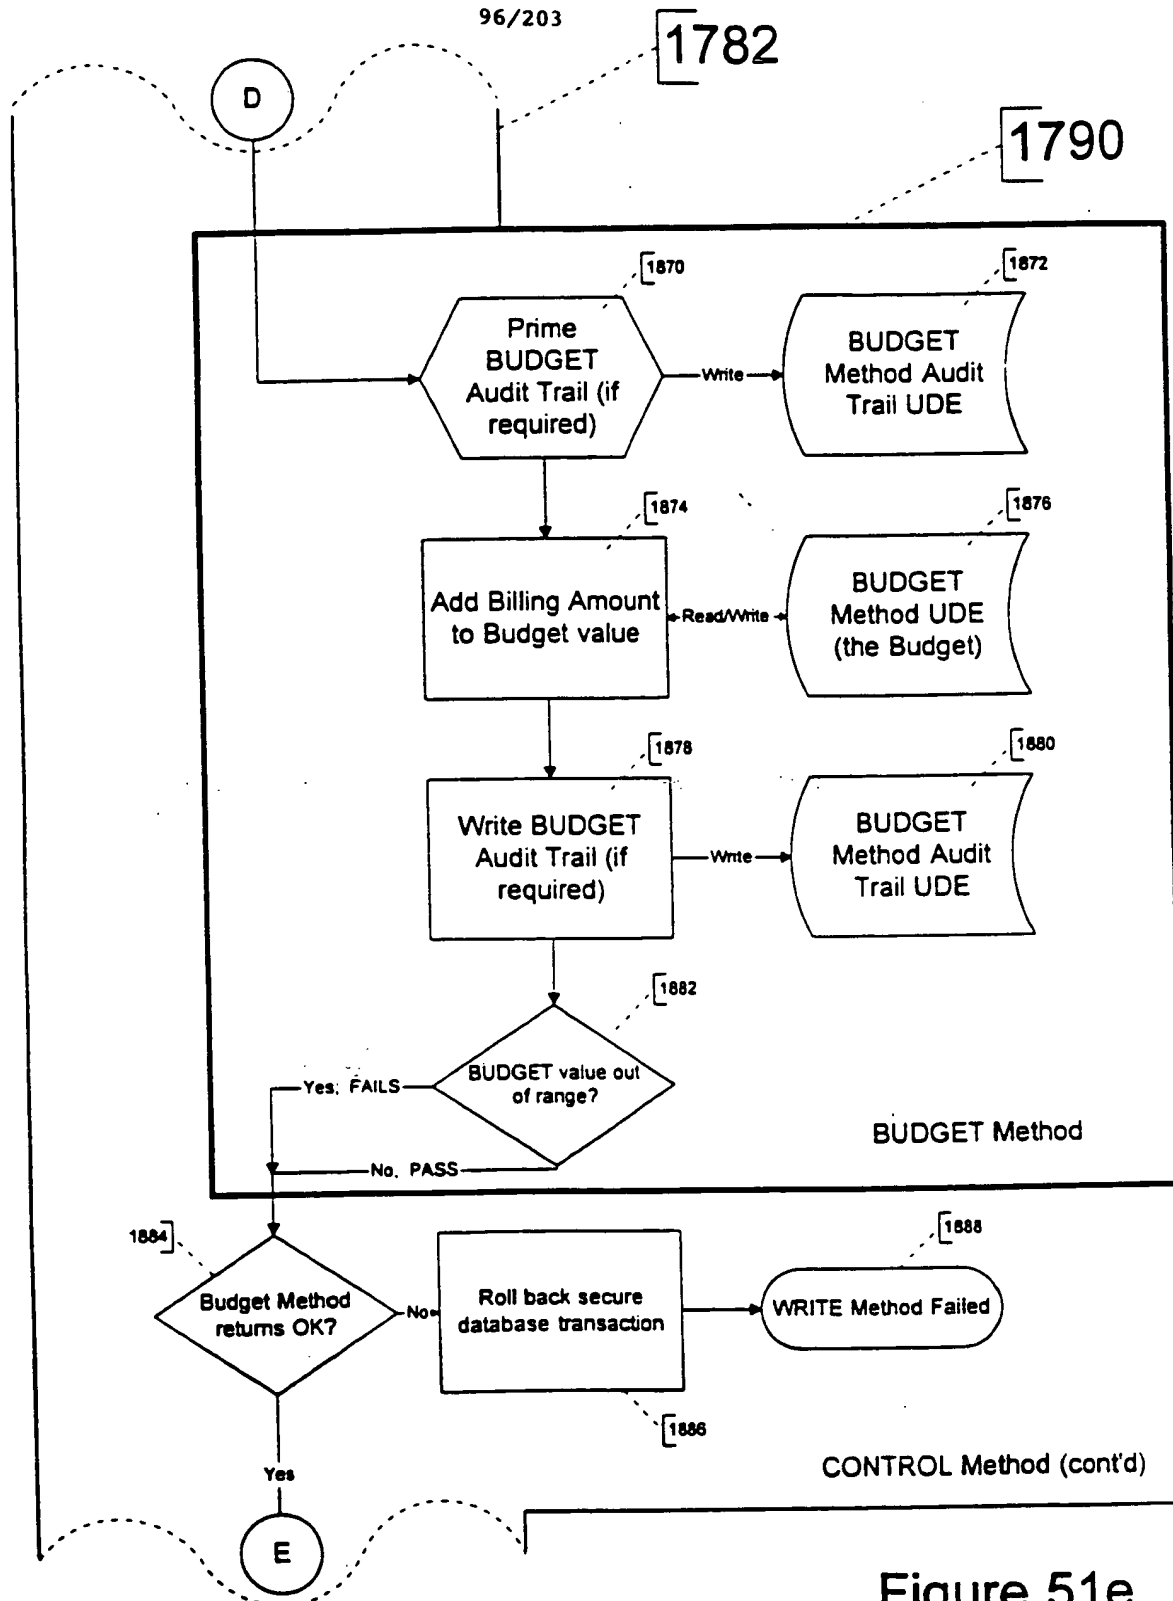 96/203
1782
D
1790
1870
1872
Prime
BUDGET
Audit Trail (if
required)
Write
BUDGET
Method Audit
Trail UDE
1874
1876
Add Billing Amount
to Budget value
Read/Write
BUDGET
Method UDE
(the Budget)
1878
1880
Write BUDGET
Audit Trail (if
required)
Write
BUDGET
Method Audit
Trail UDE
1882
BUDGET value out
of range?
Yes; FAILS
BUDGET Method
No, PASS
1884
1888
Budget Method
returns OK?
No
Roll back secure
database transaction
WRITE Method Failed
1886
Yes
CONTROL Method (cont'd)
E
Figure 51e